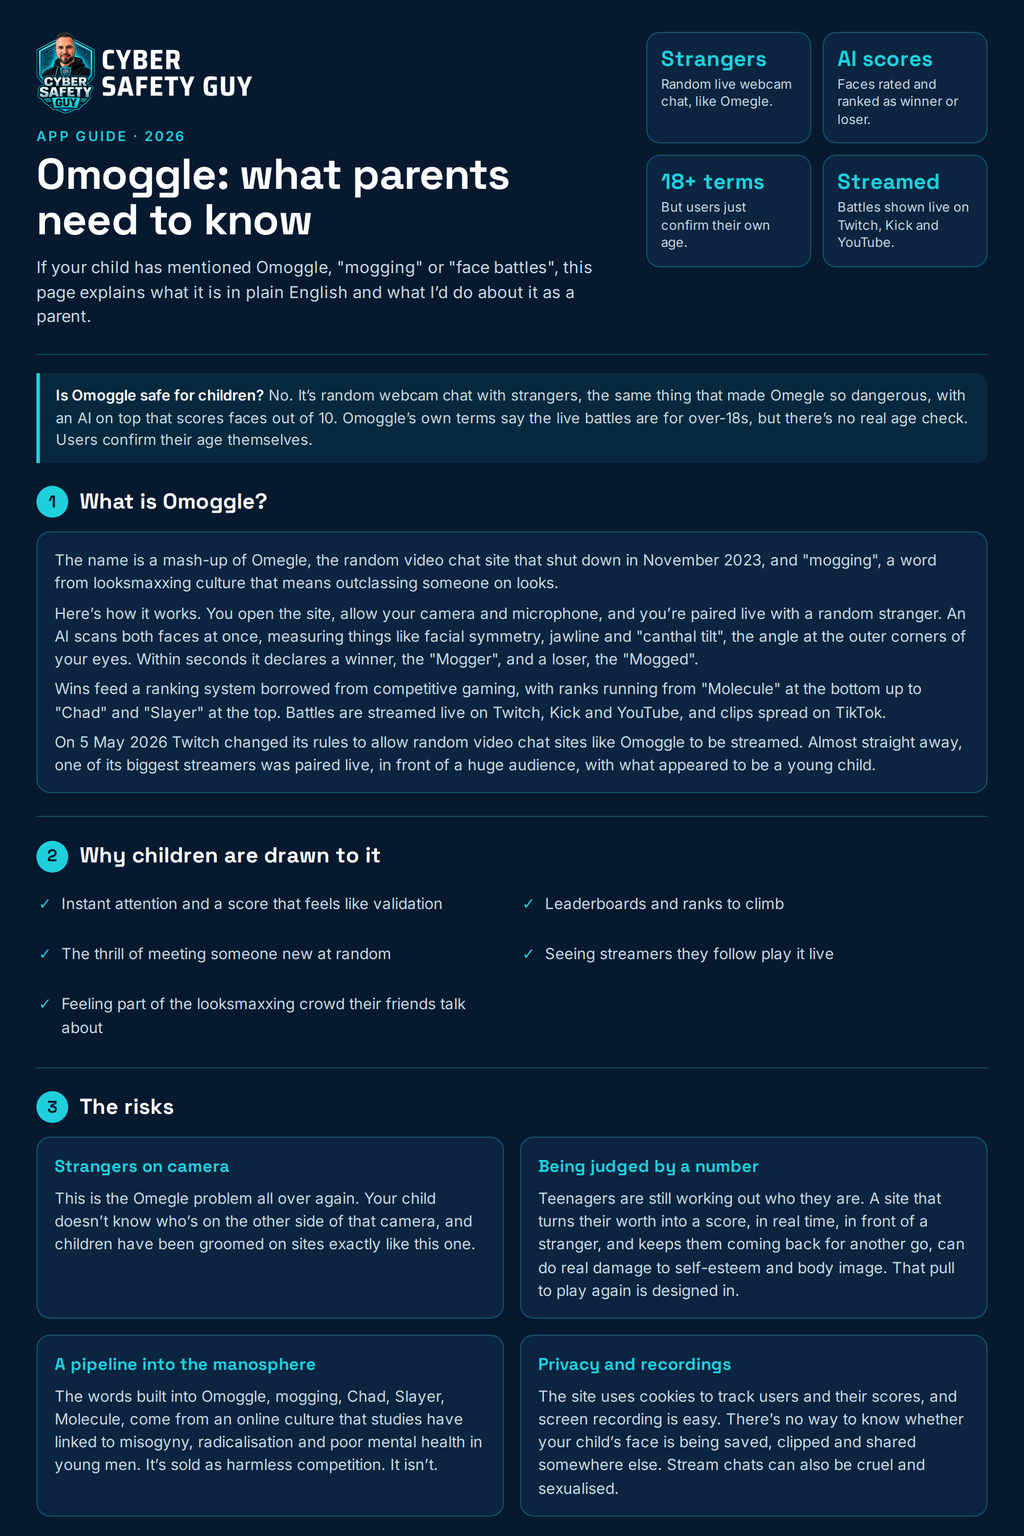 CYBER
SAFETY
GUY
CYBER
SAFETY GUY
APP GUIDE · 2026
Omoggle: what parents
need to know
If your child has mentioned Omoggle, "mogging" or "face battles", this
page explains what it is in plain English and what I’d do about it as a
parent.
Strangers
Random live webcam
chat, like Omegle.
AI scores
Faces rated and
ranked as winner or
loser.
18+ terms
But users just
confirm their own
age.
Streamed
Battles shown live on
Twitch, Kick and
YouTube.
Is Omoggle safe for children? No. It’s random webcam chat with strangers, the same thing that made Omegle so dangerous, with
an AI on top that scores faces out of 10. Omoggle’s own terms say the live battles are for over-18s, but there’s no real age check.
Users confirm their age themselves.
1 What is Omoggle?
The name is a mash-up of Omegle, the random video chat site that shut down in November 2023, and "mogging", a word
from looksmaxxing culture that means outclassing someone on looks.
Here’s how it works. You open the site, allow your camera and microphone, and you’re paired live with a random stranger. An
AI scans both faces at once, measuring things like facial symmetry, jawline and "canthal tilt", the angle at the outer corners of
your eyes. Within seconds it declares a winner, the "Mogger", and a loser, the "Mogged".
Wins feed a ranking system borrowed from competitive gaming, with ranks running from "Molecule" at the bottom up to
"Chad" and "Slayer" at the top. Battles are streamed live on Twitch, Kick and YouTube, and clips spread on TikTok.
On 5 May 2026 Twitch changed its rules to allow random video chat sites like Omoggle to be streamed. Almost straight away,
one of its biggest streamers was paired live, in front of a huge audience, with what appeared to be a young child.
2 Why children are drawn to it
✓ Instant attention and a score that feels like validation
✓ Leaderboards and ranks to climb
✓ The thrill of meeting someone new at random
✓ Seeing streamers they follow play it live
✓ Feeling part of the looksmaxxing crowd their friends talk
about
3 The risks
Strangers on camera
This is the Omegle problem all over again. Your child
doesn’t know who’s on the other side of that camera, and
children have been groomed on sites exactly like this one.
Being judged by a number
Teenagers are still working out who they are. A site that
turns their worth into a score, in real time, in front of a
stranger, and keeps them coming back for another go, can
do real damage to self-esteem and body image. That pull
to play again is designed in.
A pipeline into the manosphere
The words built into Omoggle, mogging, Chad, Slayer,
Molecule, come from an online culture that studies have
linked to misogyny, radicalisation and poor mental health in
young men. It’s sold as harmless competition. It isn’t.
Privacy and recordings
The site uses cookies to track users and their scores, and
screen recording is easy. There’s no way to know whether
your child’s face is being saved, clipped and shared
somewhere else. Stream chats can also be cruel and
sexualised.